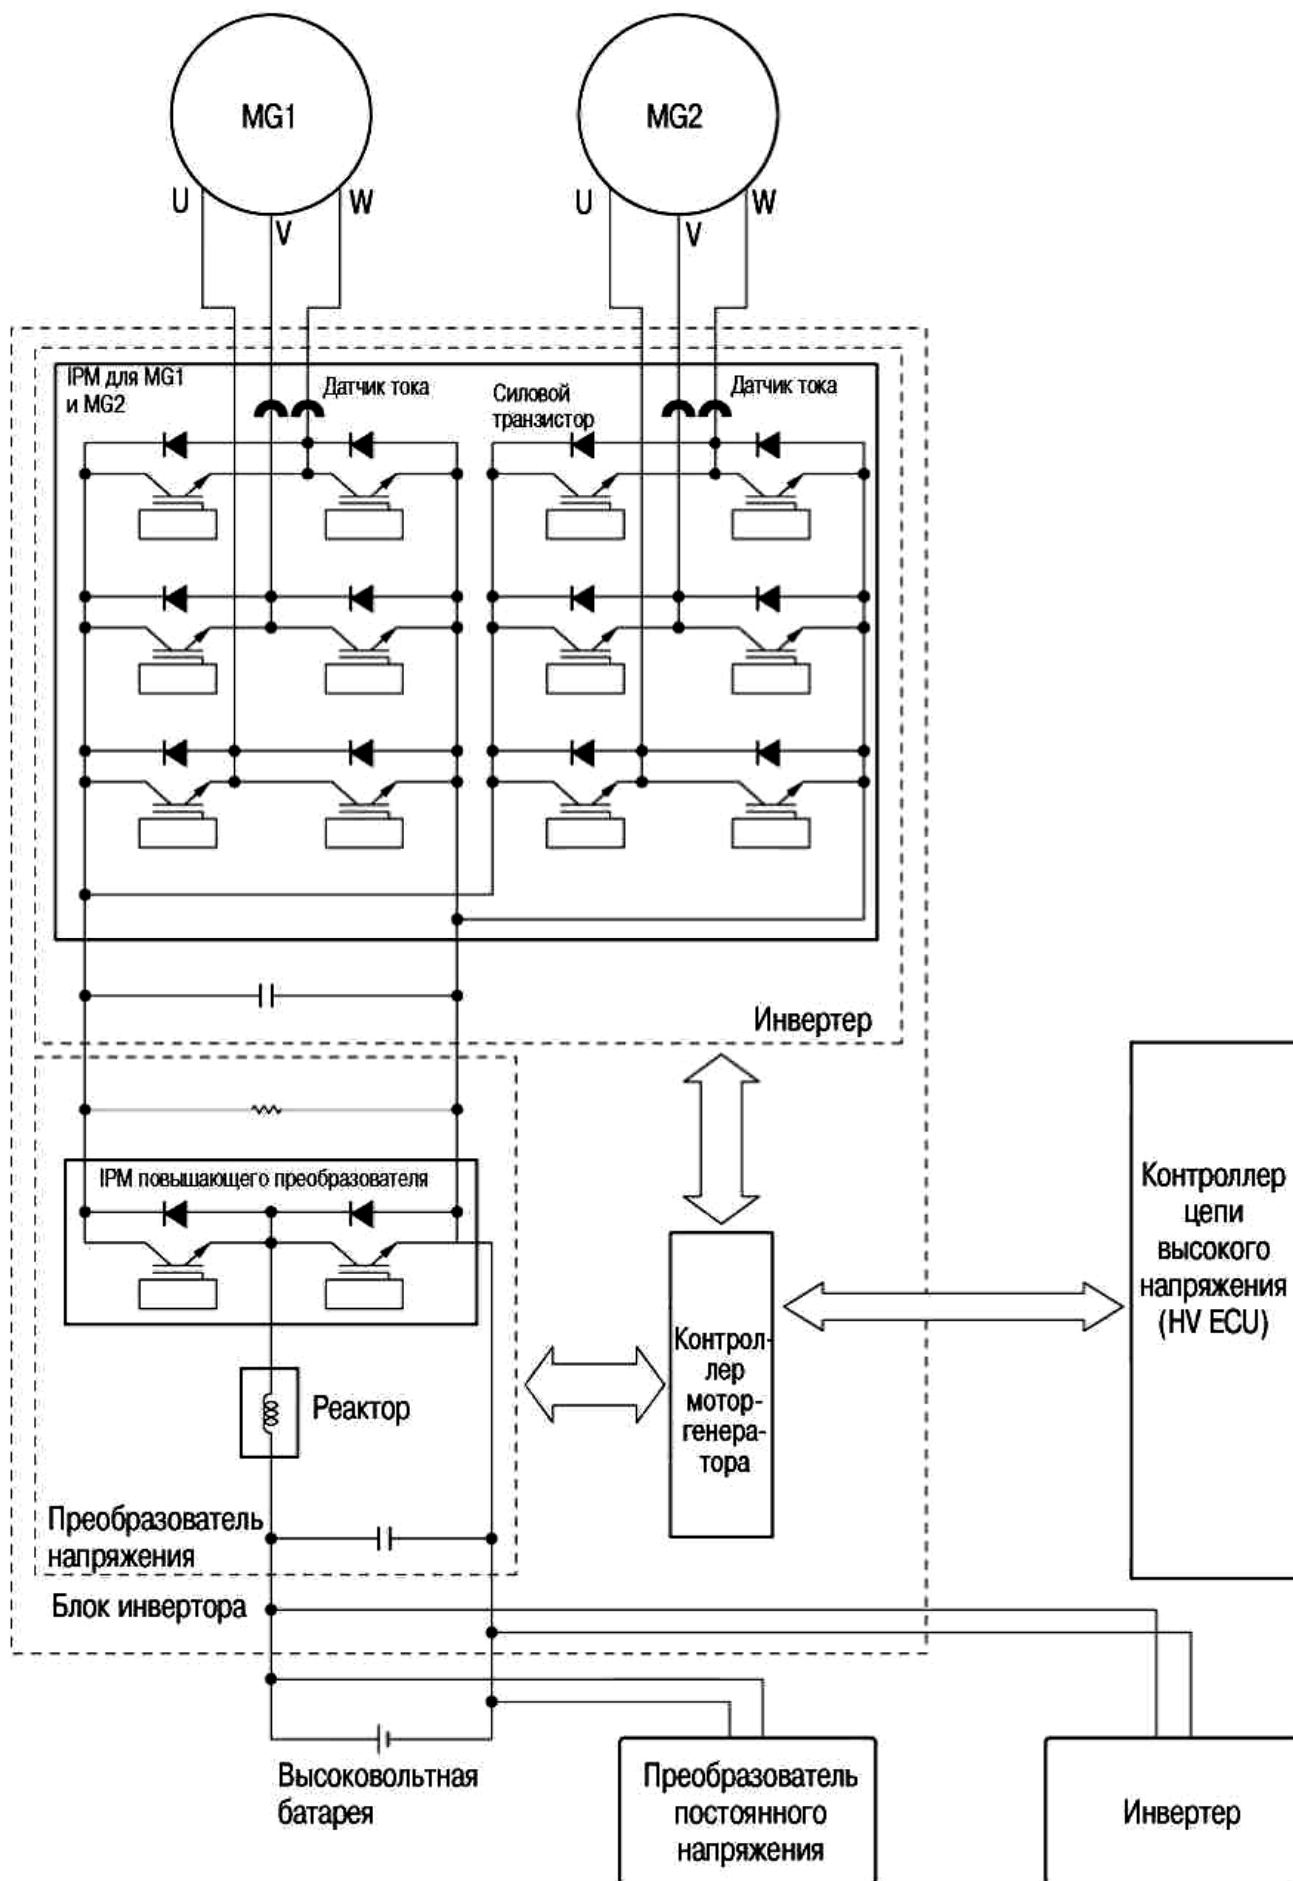 MG1
MG2
U
V
W
U
V
W
IPM для MG1
и MG2
Датчик тока
Силовой
транзистор
Датчик тока
Инвертер
IPM повышающего преобразователя
Реактор
Преобразователь
напряжения
Блок инвертора
Контрол-
лер
мотор-
генера-
тора
Контроллер
цепи
высокого
напряжения
(HV ECU)
Высоковольтная
батарея
Преобразователь
постоянного
напряжения
Инвертер